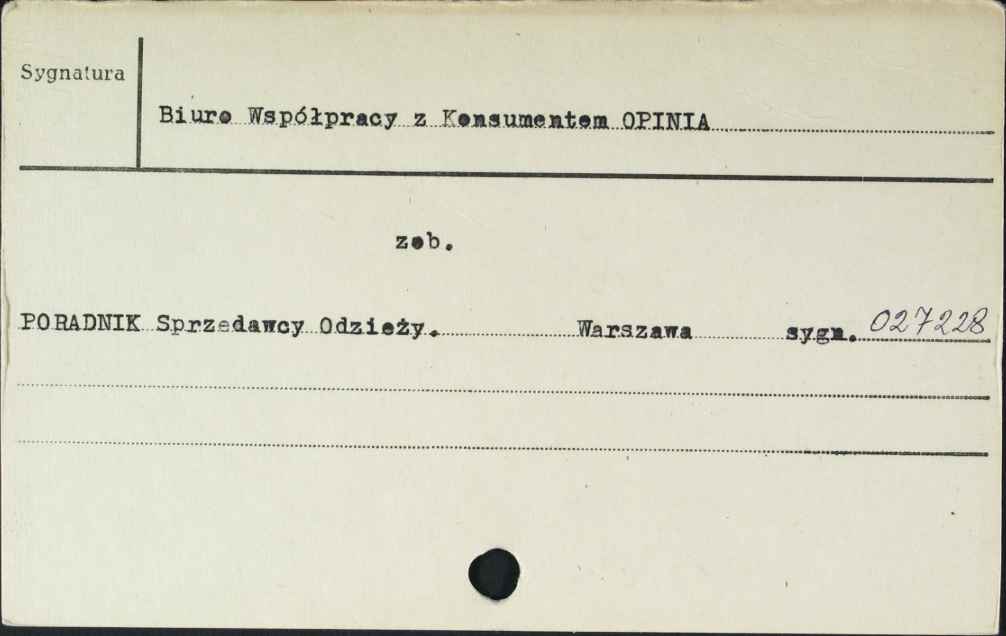 Sygnatura
Biuro Współpracy z Konsumentem OPINIA
zob.
PORADNIK Sprzedawcy Odzieży. Warszawa sygn. 027228